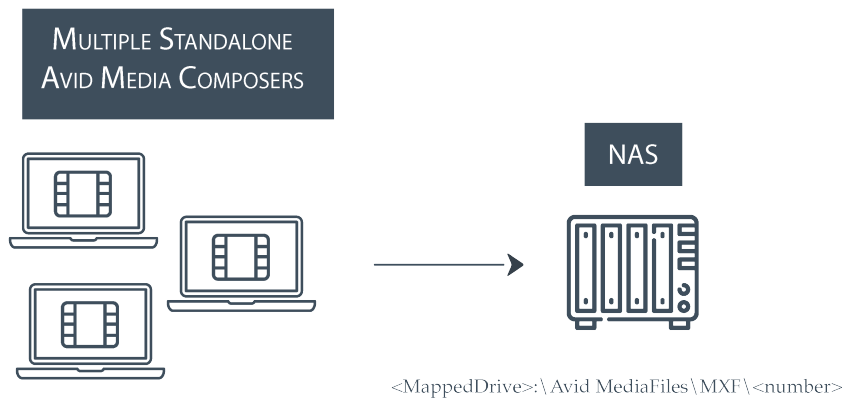 Multiple Standalone
Avid Media Composers
NAS
<MappedDrive>:\Avid MediaFiles\MXF\<number>